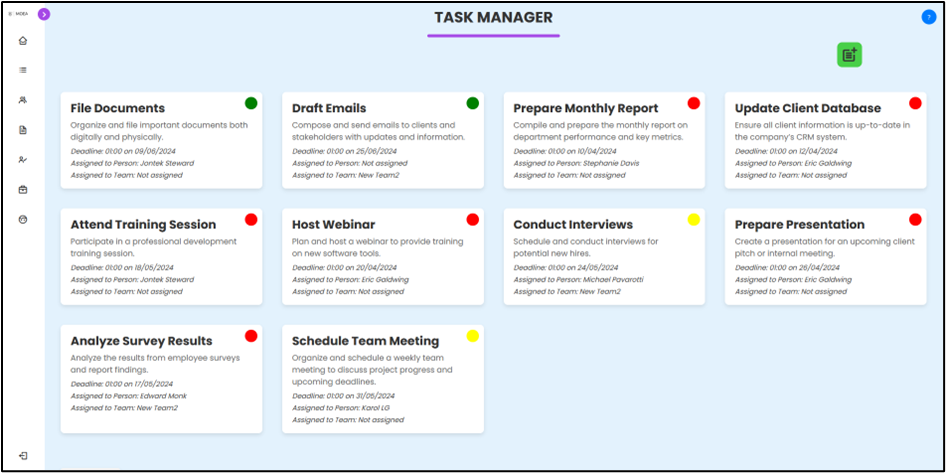 MOEA
TASK MANAGER
?
File Documents
Organize and file important documents both
digitally and physically.
Deadline: 01:00 on 09/06/2024
Assigned to Person: Jontek Steward
Assigned to Team: Not assigned
Draft Emails
Compose and send emails to clients and
stakeholders with updates and information.
Deadline: 01:00 on 25/06/2024
Assigned to Person: Not assigned
Assigned to Team: New Team2
Prepare Monthly Report
Compile and prepare the monthly report on
department performance and key metrics.
Deadline: 01:00 on 10/04/2024
Assigned to Person: Stephanie Davis
Assigned to Team: Not assigned
Update Client Database
Ensure all client information is up-to-date in
the company's CRM system.
Deadline: 01:00 on 12/04/2024
Assigned to Person: Eric Galdwing
Assigned to Team: Not assigned
Attend Training Session
Participate in a professional development
training session.
Deadline: 01:00 on 18/05/2024
Assigned to Person: Jontek Steward
Assigned to Team: Not assigned
Host Webinar
Plan and host a webinar to provide training
on new software tools.
Deadline: 01:00 on 20/04/2024
Assigned to Person: Eric Galdwing
Assigned to Team: Not assigned
Conduct Interviews
Schedule and conduct interviews for
potential new hires.
Deadline: 01:00 on 24/05/2024
Assigned to Person: Michael Pavarotti
Assigned to Team: New Team2
Prepare Presentation
Create a presentation for an upcoming client
pitch or internal meeting.
Deadline: 01:00 on 26/04/2024
Assigned to Person: Eric Galdwing
Assigned to Team: Not assigned
Analyze Survey Results
Analyze the results from employee surveys
and report findings.
Deadline: 01:00 on 17/05/2024
Assigned to Person: Edward Monk
Assigned to Team: New Team2
Schedule Team Meeting
Organize and schedule a weekly team
meeting to discuss project progress and
upcoming deadlines.
Deadline: 01:00 on 31/05/2024
Assigned to Person: Karol LG
Assigned to Team: Not assigned